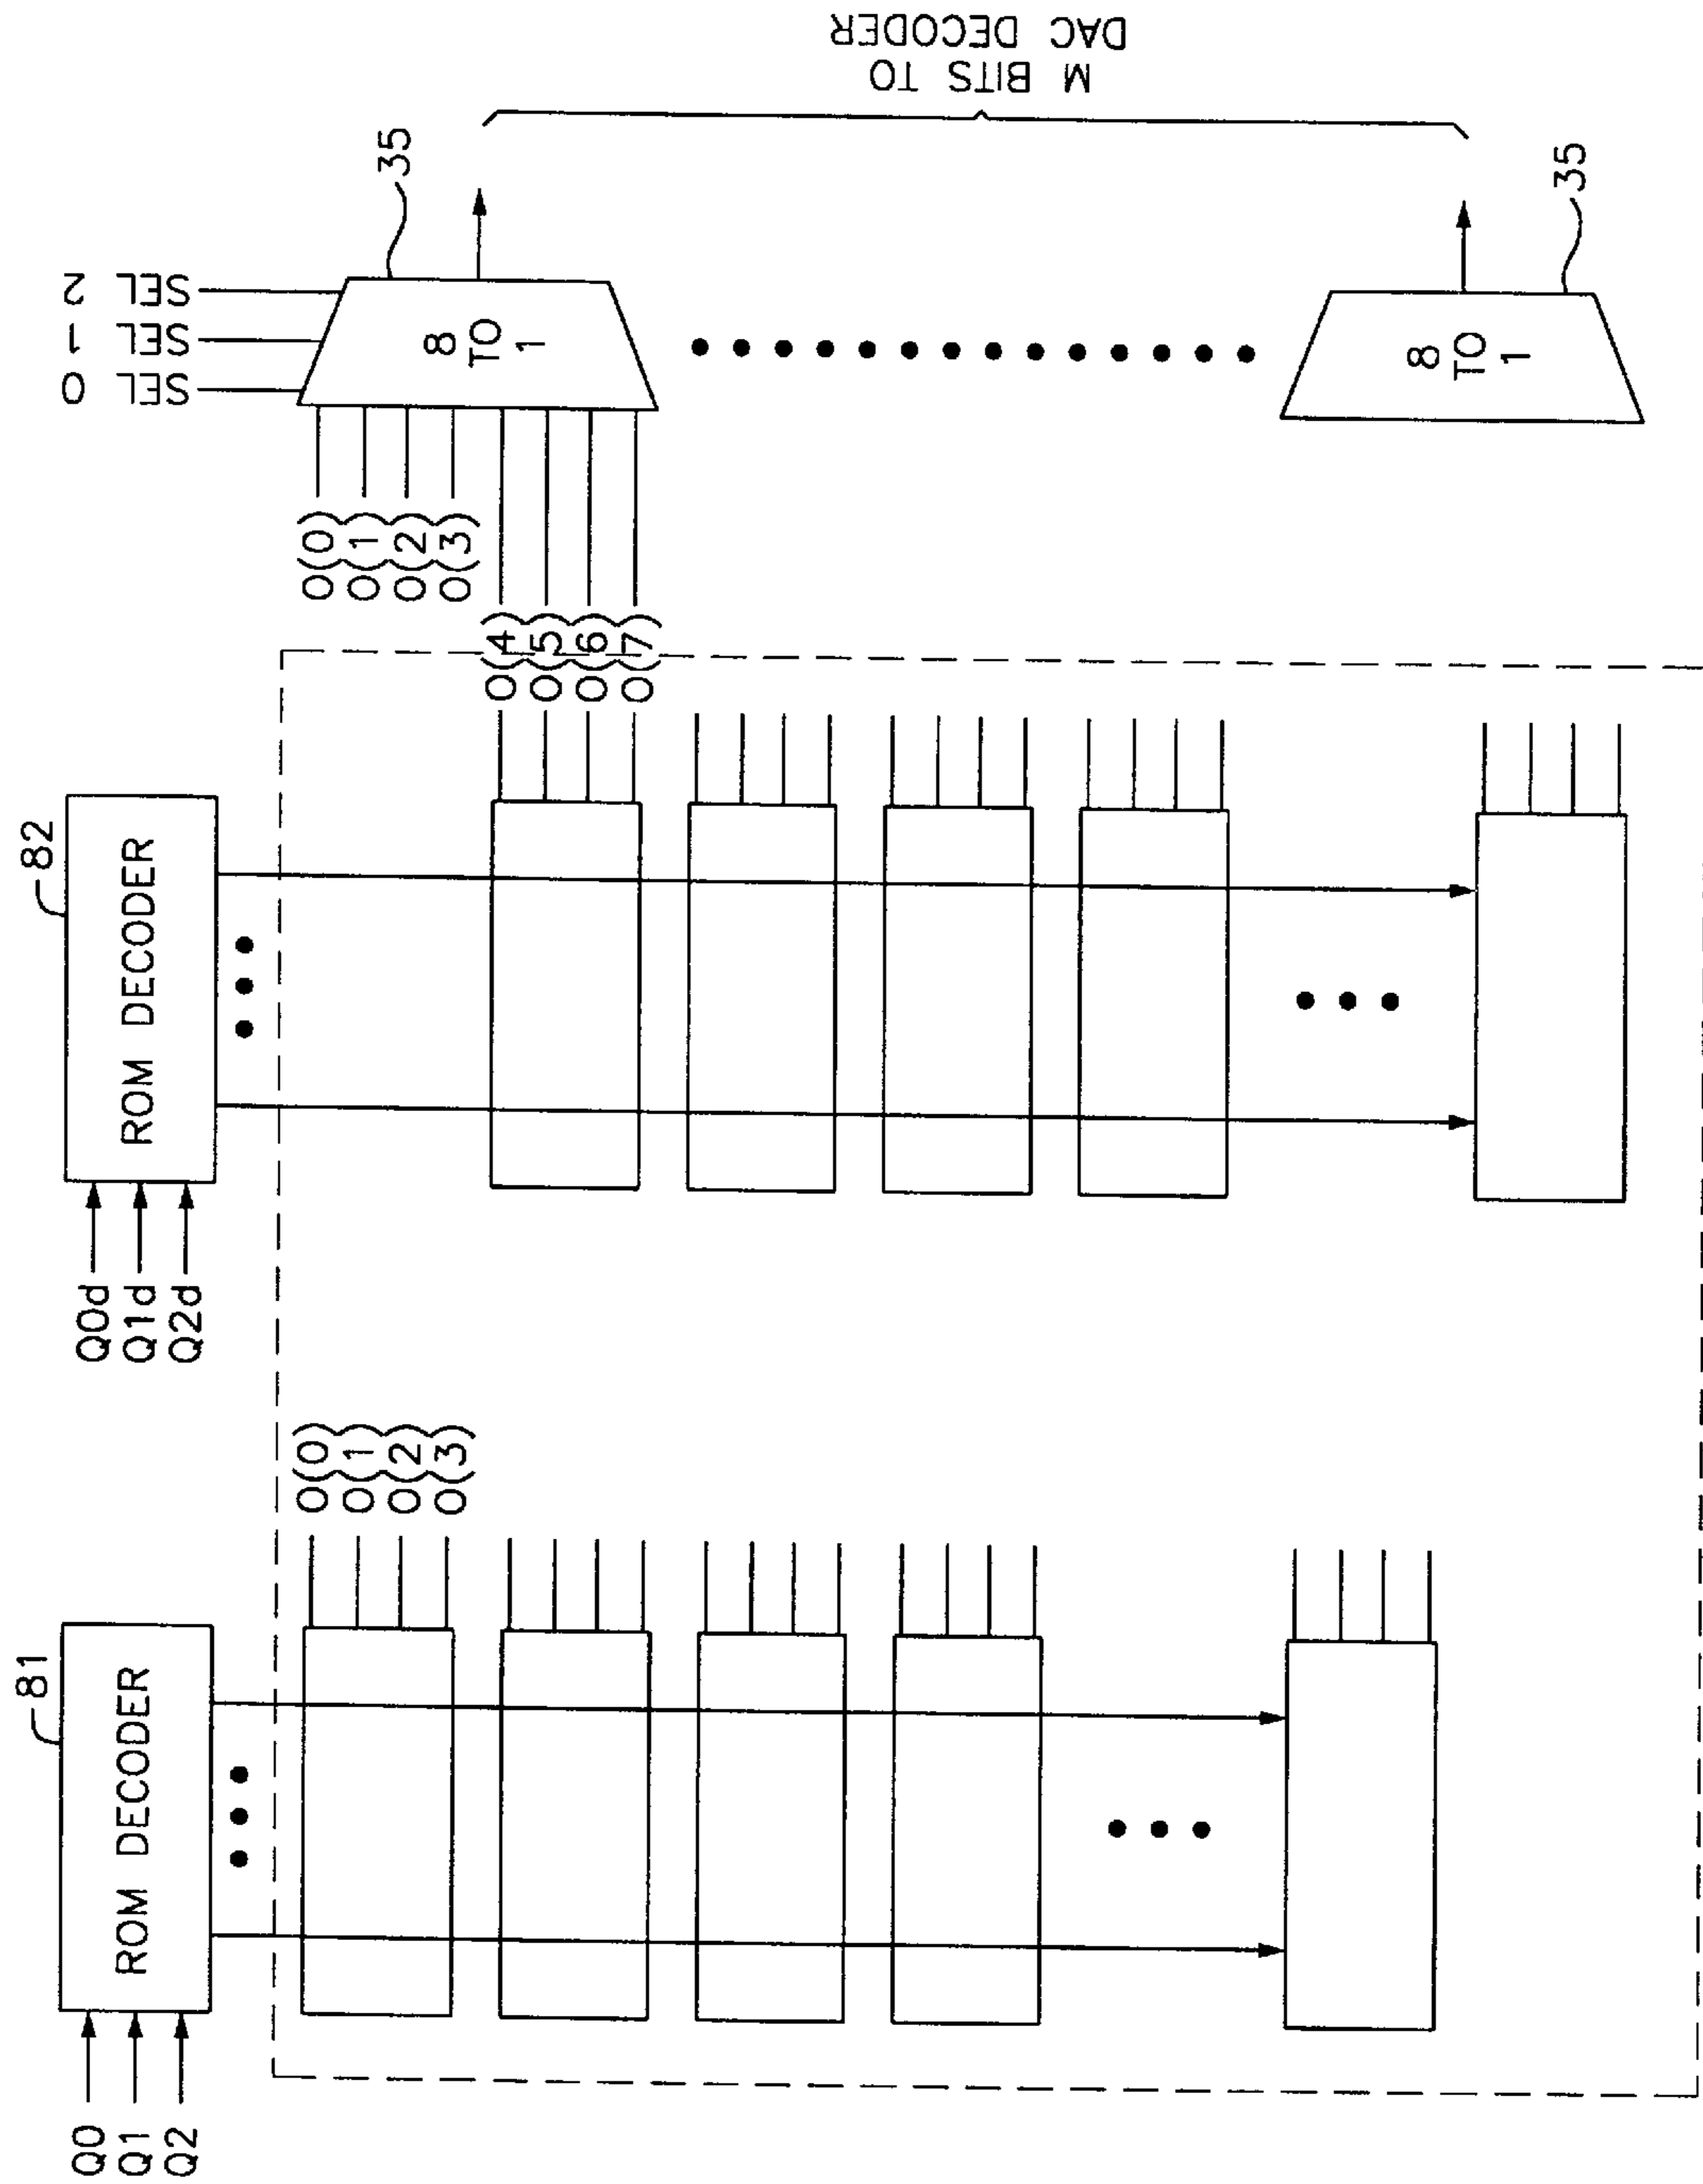 Q0
Q1
Q2
ROM DECODER
81
O(0)
O(1)
O(2)
O(3)
Q0d
Q1d
Q2d
ROM DECODER
82
O(4)
O(5)
O(6)
O(7)
O(0)
O(1)
O(2)
O(3)
SEL 0
SEL 1
SEL 2
8
TO
1
35
8
TO
1
35
M BITS TO
DAC DECODER